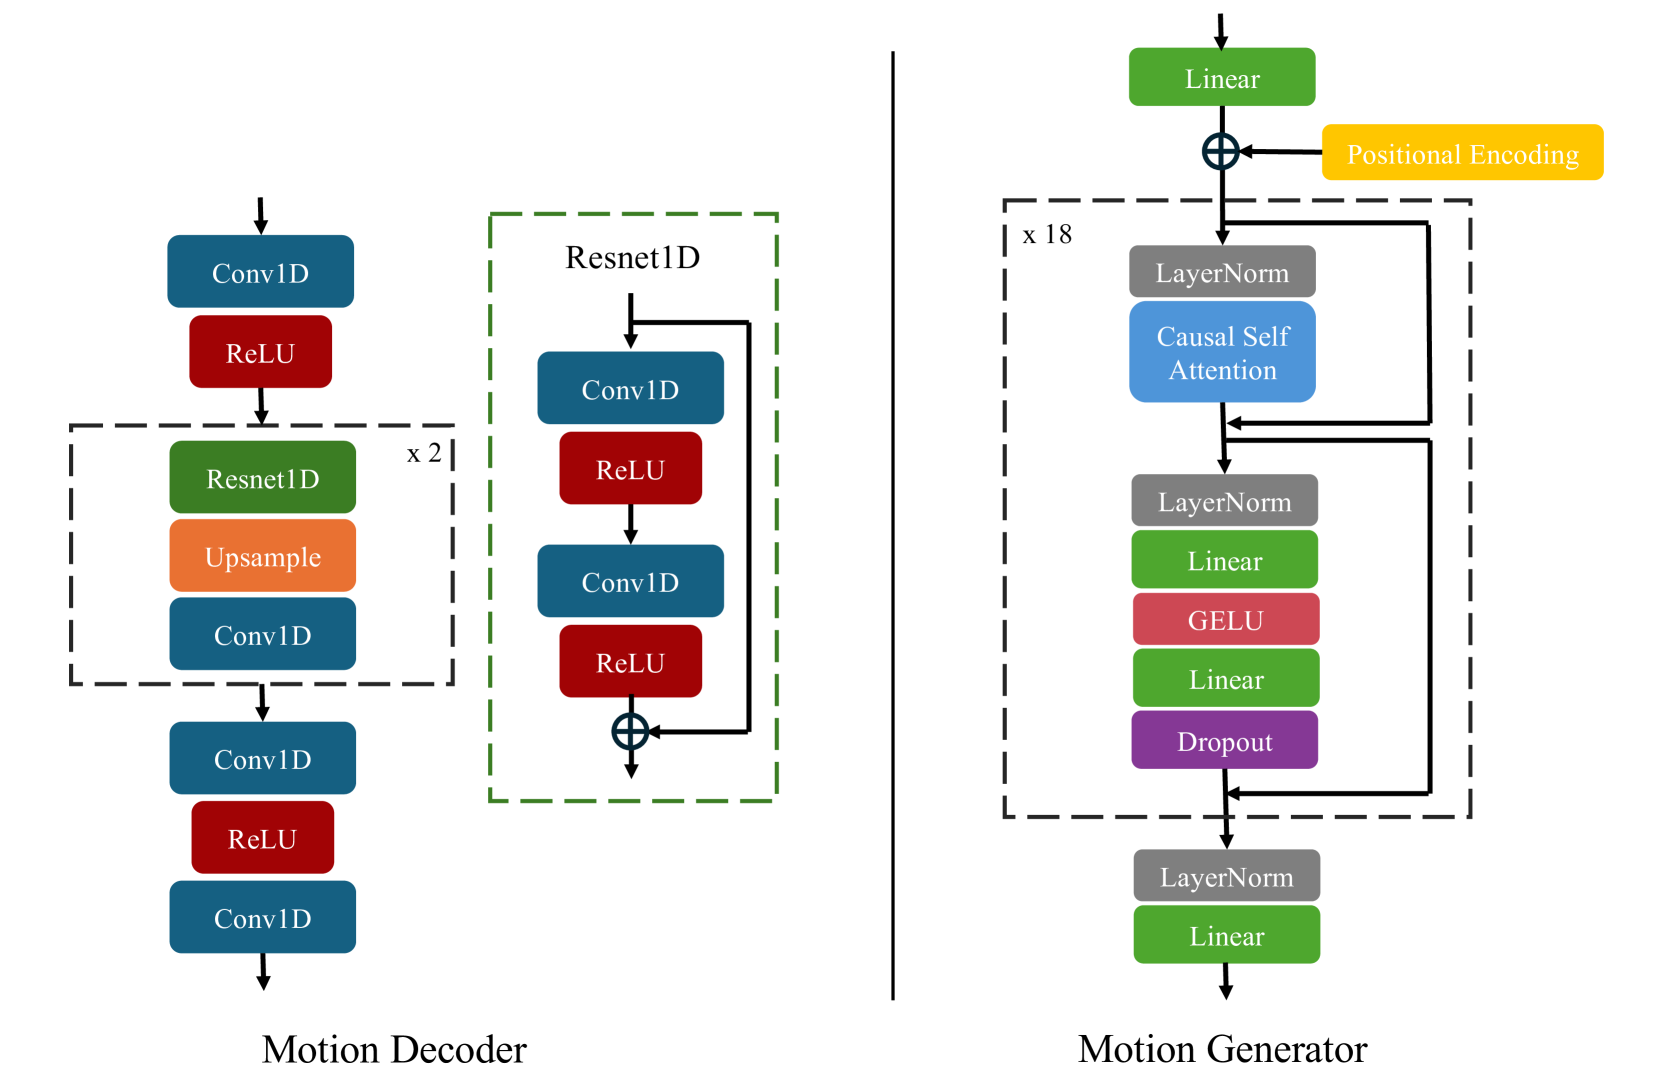 Conv1D
ReLU
x 2
Resnet1D
Upsample
Conv1D
Conv1D
ReLU
Conv1D
Resnet1D
Conv1D
ReLU
Conv1D
ReLU
Motion Decoder
Linear
Positional Encoding
x 18
LayerNorm
Causal Self
Attention
LayerNorm
Linear
GELU
Linear
Dropout
LayerNorm
Linear
Motion Generator